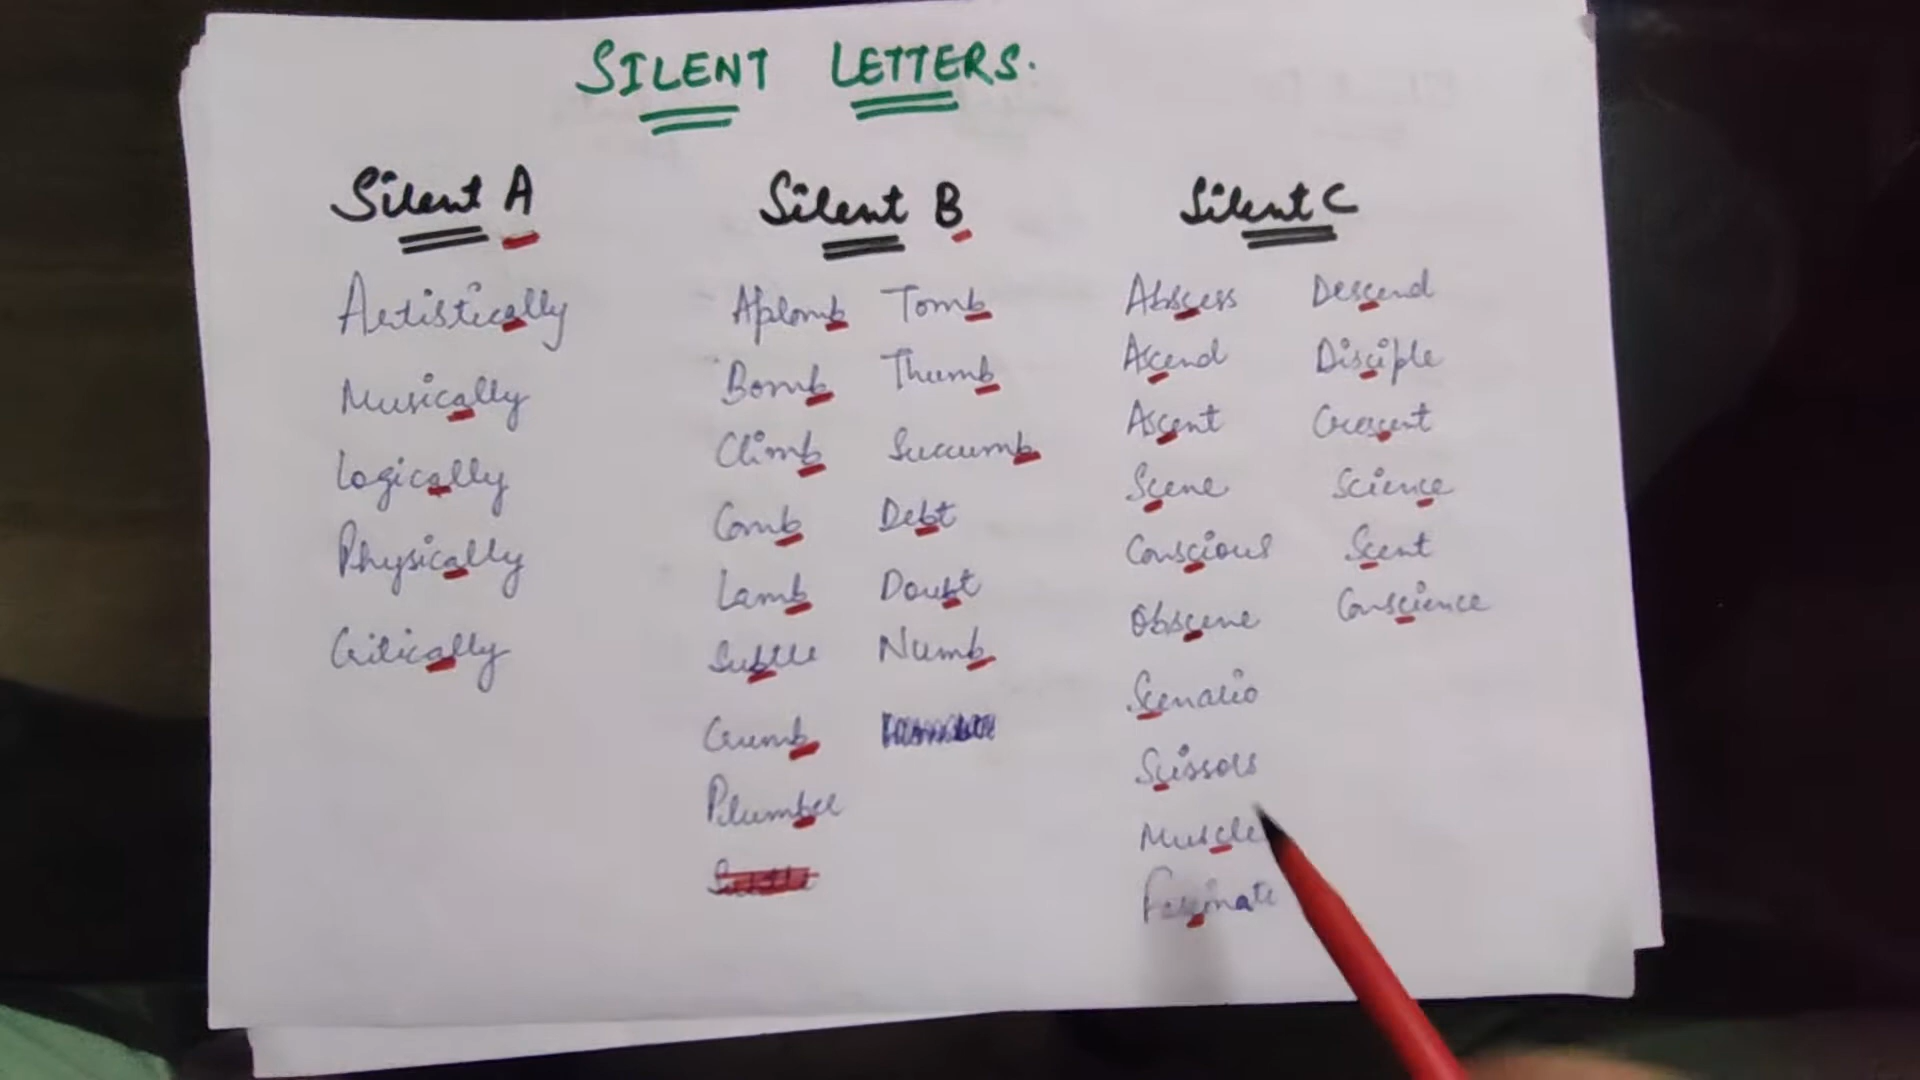 SILENT LETTERS.
Silent A
Artistically
Musically
Logically
Physically
Critically
Silent B
Aplomb Tomb
Bomb Thumb
Climb Succumb
Comb Debt
Lamb Doubt
Subtle Numb
Crumb
Plumber
Silent C
Abscess Descend
Ascend Disciple
Ascent Crescent
Scene Science
Conscious Scent
Obscene Conscience
Scenario
Scissors
Muscle
Fascinate